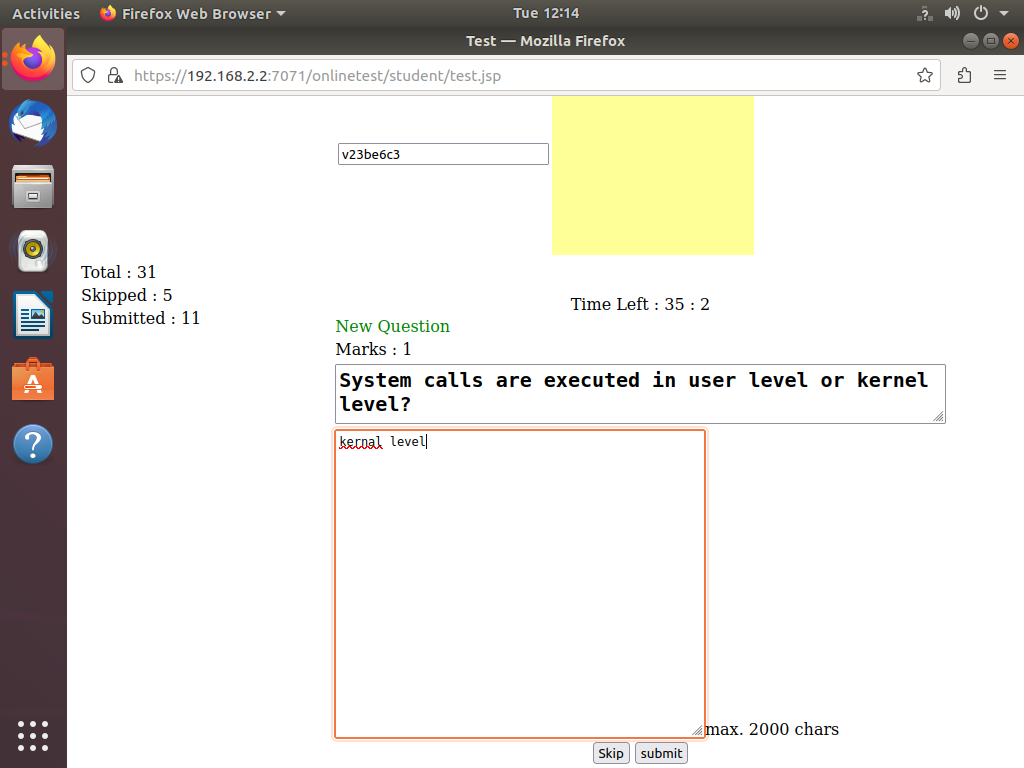 Activities Firefox Web Browser Tue 12:14
Test — Mozilla Firefox
https://192.168.2.2:7071/onlinetest/student/test.jsp
v23be6c3
Total : 31
Skipped : 5
Submitted : 11
Time Left : 35 : 2
New Question
Marks : 1
System calls are executed in user level or kernel
level?
kernal level
max. 2000 chars
Skip submit